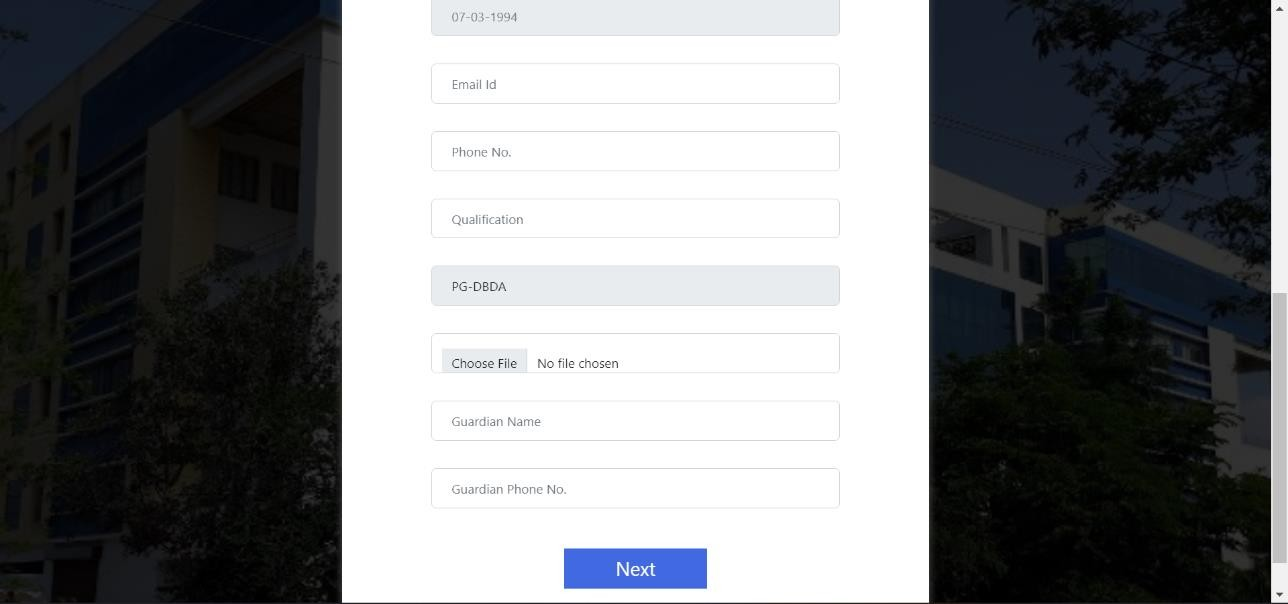 07-03-1994
Email Id
Phone No.
Qualification
PG-DBDA
Choose File No file chosen
Guardian Name
Guardian Phone No.
Next